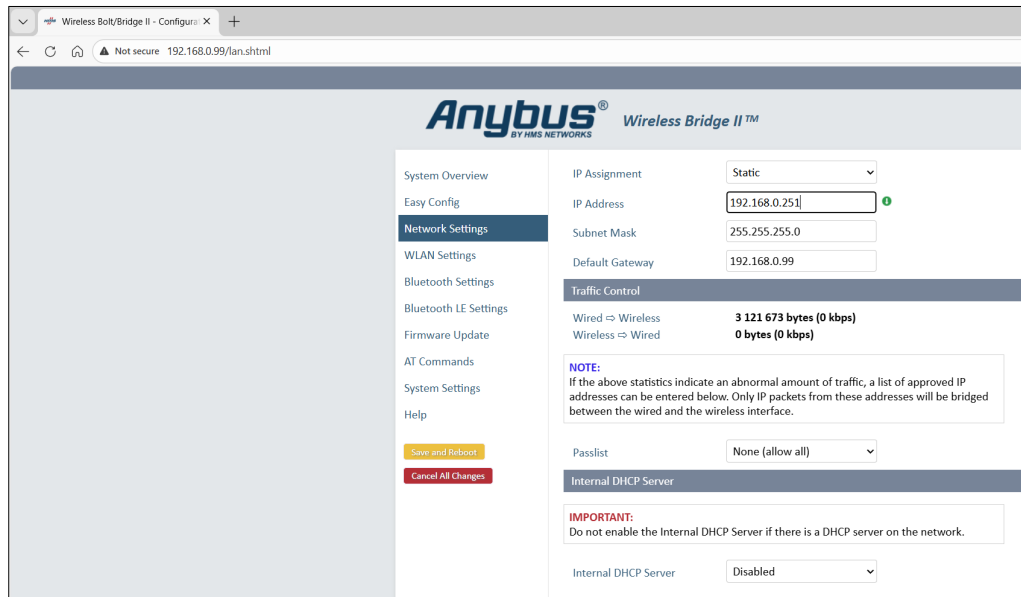 Wireless Bolt/Bridge II - Configurat
Not secure 192.168.0.99/lan.shtml
Anybus®
BY HMS NETWORKS
Wireless Bridge II™
System Overview
Easy Config
Network Settings
WLAN Settings
Bluetooth Settings
Bluetooth LE Settings
Firmware Update
AT Commands
System Settings
Help
Save and Reboot
Cancel All Changes
IP Assignment Static
IP Address 192.168.0.251
Subnet Mask 255.255.255.0
Default Gateway 192.168.0.99
Traffic Control
Wired ⇨ Wireless 3 121 673 bytes (0 kbps)
Wireless ⇨ Wired 0 bytes (0 kbps)
NOTE:
If the above statistics indicate an abnormal amount of traffic, a list of approved IP
addresses can be entered below. Only IP packets from these addresses will be bridged
between the wired and the wireless interface.
Passlist None (allow all)
Internal DHCP Server
IMPORTANT:
Do not enable the Internal DHCP Server if there is a DHCP server on the network.
Internal DHCP Server Disabled